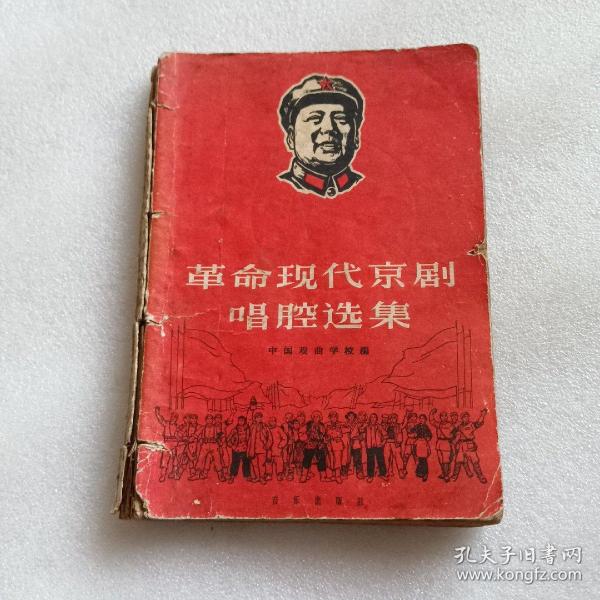 革命现代京剧
唱腔选集
中国戏曲学校编
音乐出版社
孔夫子旧书网
www.kongfz.com